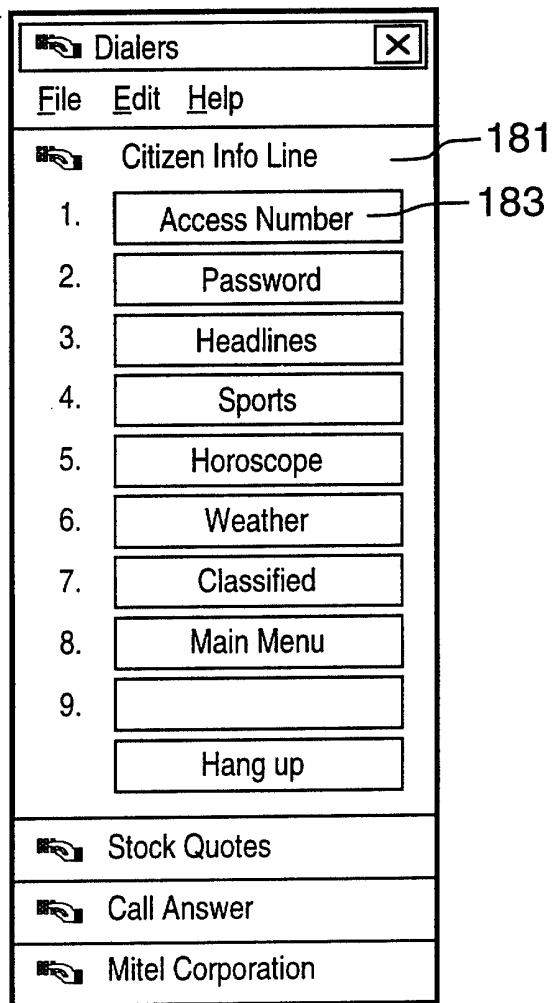 Dialers
File Edit Help
Citizen Info Line 181
1. Access Number 183
2. Password
3. Headlines
4. Sports
5. Horoscope
6. Weather
7. Classified
8. Main Menu
9.
Hang up
Stock Quotes
Call Answer
Mitel Corporation